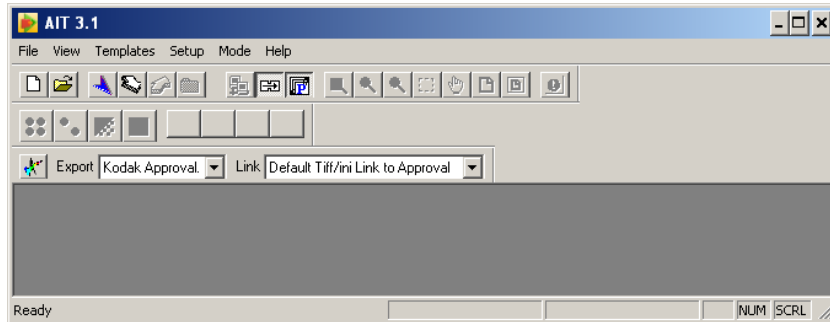 AIT 3.1
File View Templates Setup Mode Help
P
Export Kodak Approval. Link Default Tiff/ini Link to Approval
Ready NUM SCRL